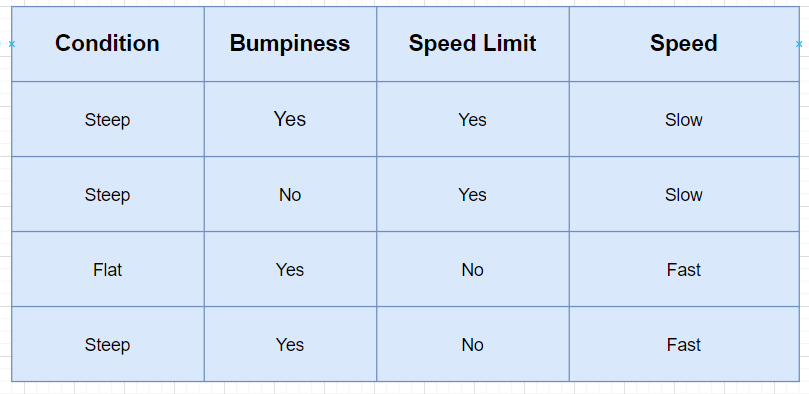 Condition Bumpiness Speed Limit Speed
Steep Yes Yes Slow
Steep No Yes Slow
Flat Yes No Fast
Steep Yes No Fast